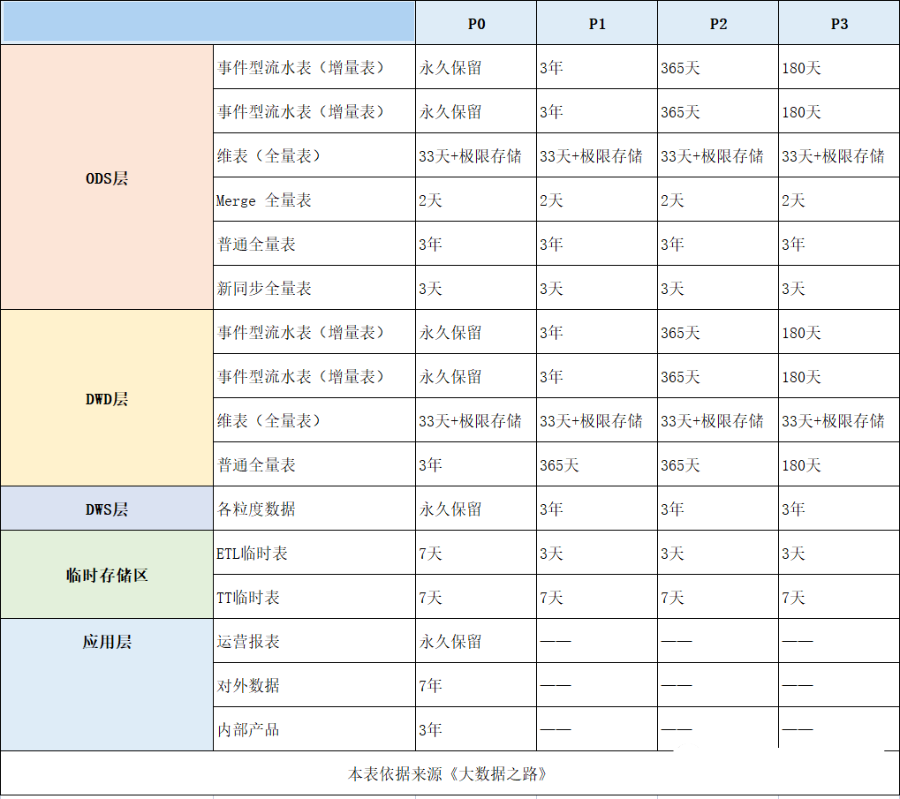 P0 P1 P2 P3
ODS层
事件型流水表（增量表） 永久保留 3年 365天 180天
事件型流水表（增量表） 永久保留 3年 365天 180天
维表（全量表） 33天+极限存储 33天+极限存储 33天+极限存储 33天+极限存储
Merge 全量表 2天 2天 2天 2天
普通全量表 3年 3年 3年 3年
新同步全量表 3天 3天 3天 3天
DWD层
事件型流水表（增量表） 永久保留 3年 365天 180天
事件型流水表（增量表） 永久保留 3年 365天 180天
维表（全量表） 33天+极限存储 33天+极限存储 33天+极限存储 33天+极限存储
普通全量表 3年 365天 365天 180天
DWS层 各粒度数据 永久保留 3年 3年 3年
临时存储区
ETL临时表 7天 3天 3天 3天
TT临时表 7天 7天 7天 7天
应用层 运营报表 永久保留 —— —— ——
对外数据 7年 —— —— ——
内部产品 3年 —— —— ——
本表依据来源《大数据之路》